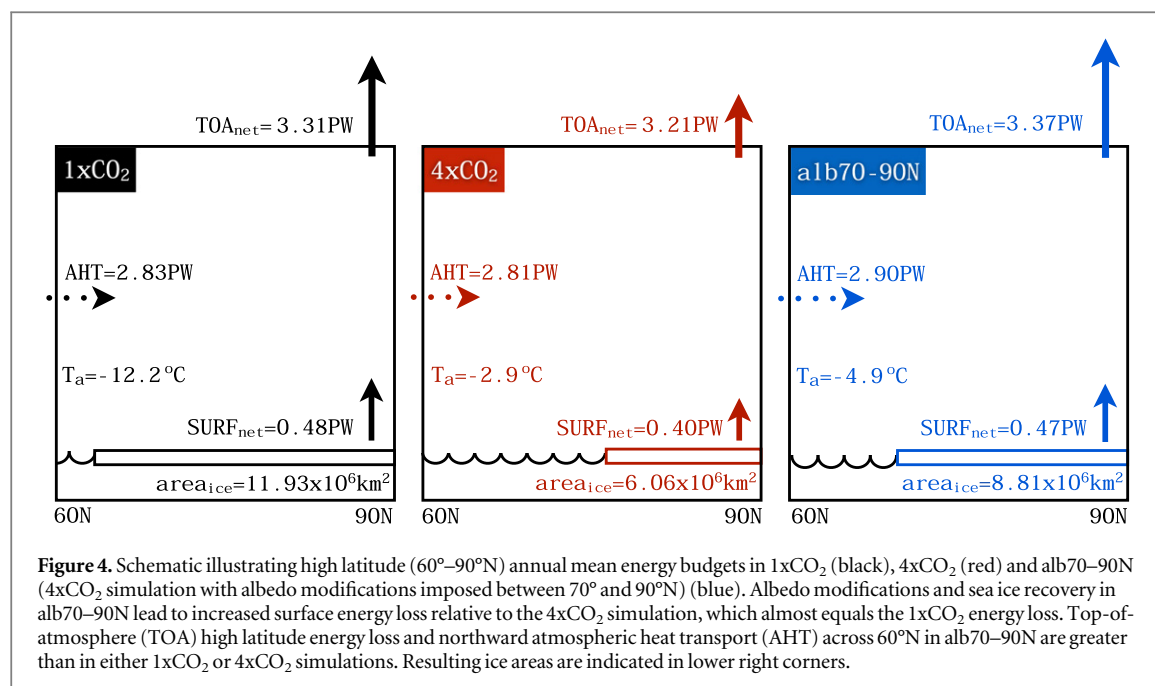 TOAnet=3.31PW
1xCO2
AHT=2.83PW
Ta=-12.2°C
SURFnet=0.48PW
areaice=11.93x10⁶km²
60N 90N
TOAnet=3.21PW
4xCO2
AHT=2.81PW
Ta=-2.9°C
SURFnet=0.40PW
areaice=6.06x10⁶km²
60N 90N
TOAnet=3.37PW
alb70-90N
AHT=2.90PW
Ta=-4.9°C
SURFnet=0.47PW
areaice=8.81x10⁶km²
60N 90N
Figure 4. Schematic illustrating high latitude (60°–90°N) annual mean energy budgets in 1xCO2 (black), 4xCO2 (red) and alb70–90N
(4xCO2 simulation with albedo modifications imposed between 70° and 90°N) (blue). Albedo modifications and sea ice recovery in
alb70–90N lead to increased surface energy loss relative to the 4xCO2 simulation, which almost equals the 1xCO2 energy loss. Top-of-
atmosphere (TOA) high latitude energy loss and northward atmospheric heat transport (AHT) across 60°N in alb70–90N are greater
than in either 1xCO2 or 4xCO2 simulations. Resulting ice areas are indicated in lower right corners.